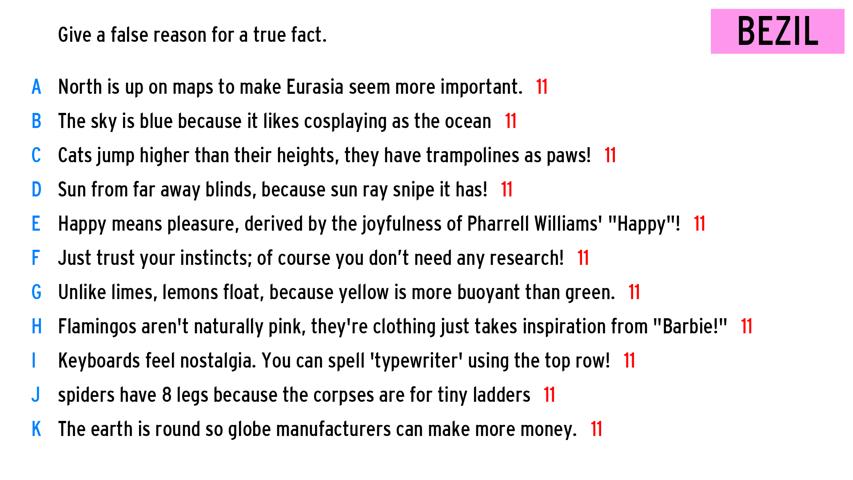 Give a false reason for a true fact.
BEZIL
A North is up on maps to make Eurasia seem more important. 11
B The sky is blue because it likes cosplaying as the ocean 11
C Cats jump higher than their heights, they have trampolines as paws! 11
D Sun from far away blinds, because sun ray snipe it has! 11
E Happy means pleasure, derived by the joyfulness of Pharrell Williams' "Happy"! 11
F Just trust your instincts; of course you don’t need any research! 11
G Unlike limes, lemons float, because yellow is more buoyant than green. 11
H Flamingos aren't naturally pink, they're clothing just takes inspiration from "Barbie!" 11
I Keyboards feel nostalgia. You can spell 'typewriter' using the top row! 11
J spiders have 8 legs because the corpses are for tiny ladders 11
K The earth is round so globe manufacturers can make more money. 11